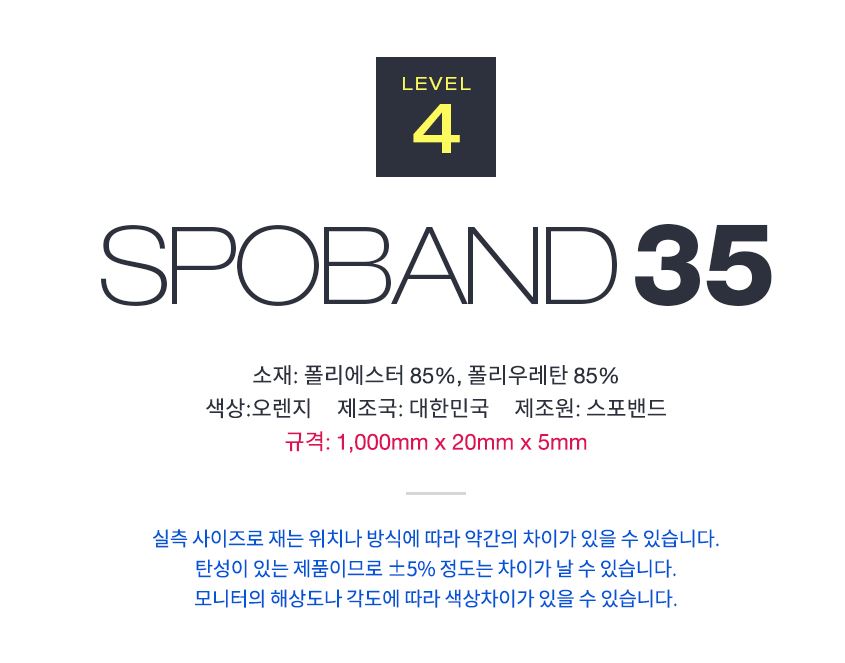 LEVEL
4
SPOBAND 35
소재: 폴리에스터 85%, 폴리우레탄 85%
색상:오렌지 제조국: 대한민국 제조원: 스포밴드
규격: 1,000mm x 20mm x 5mm
실측 사이즈로 재는 위치나 방식에 따라 약간의 차이가 있을 수 있습니다.
탄성이 있는 제품이므로 ±5% 정도는 차이가 날 수 있습니다.
모니터의 해상도나 각도에 따라 색상차이가 있을 수 있습니다.